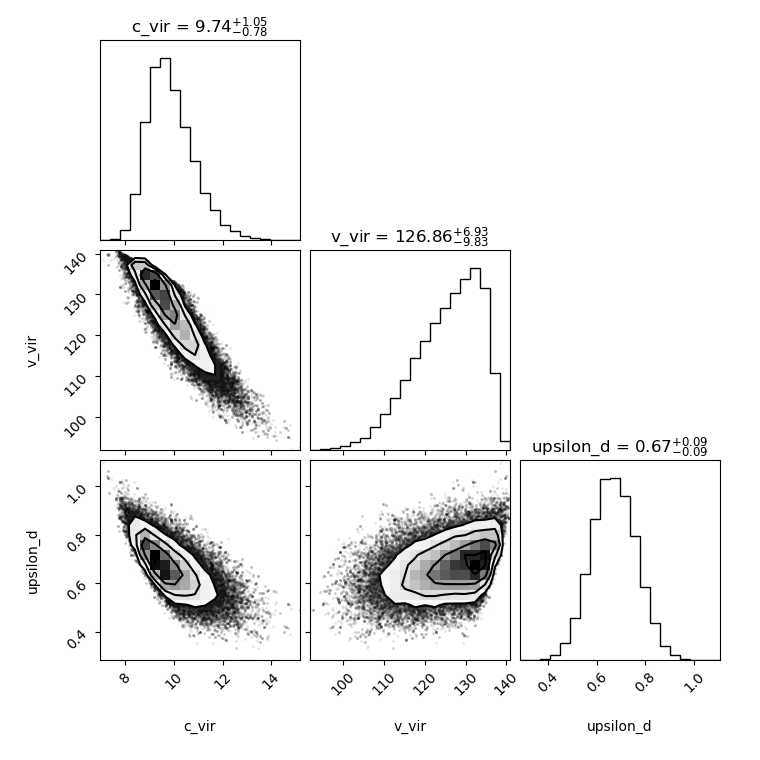 c_vir = 9.74+1.05−0.78
v_vir = 126.86+6.93−9.83
140
130
120
110
100
v_vir
upsilon_d = 0.67+0.09−0.09
1.0
0.8
0.6
0.4
upsilon_d
8 10 12 14
100 110 120 130 140
0.4 0.6 0.8 1.0
c_vir
v_vir
upsilon_d